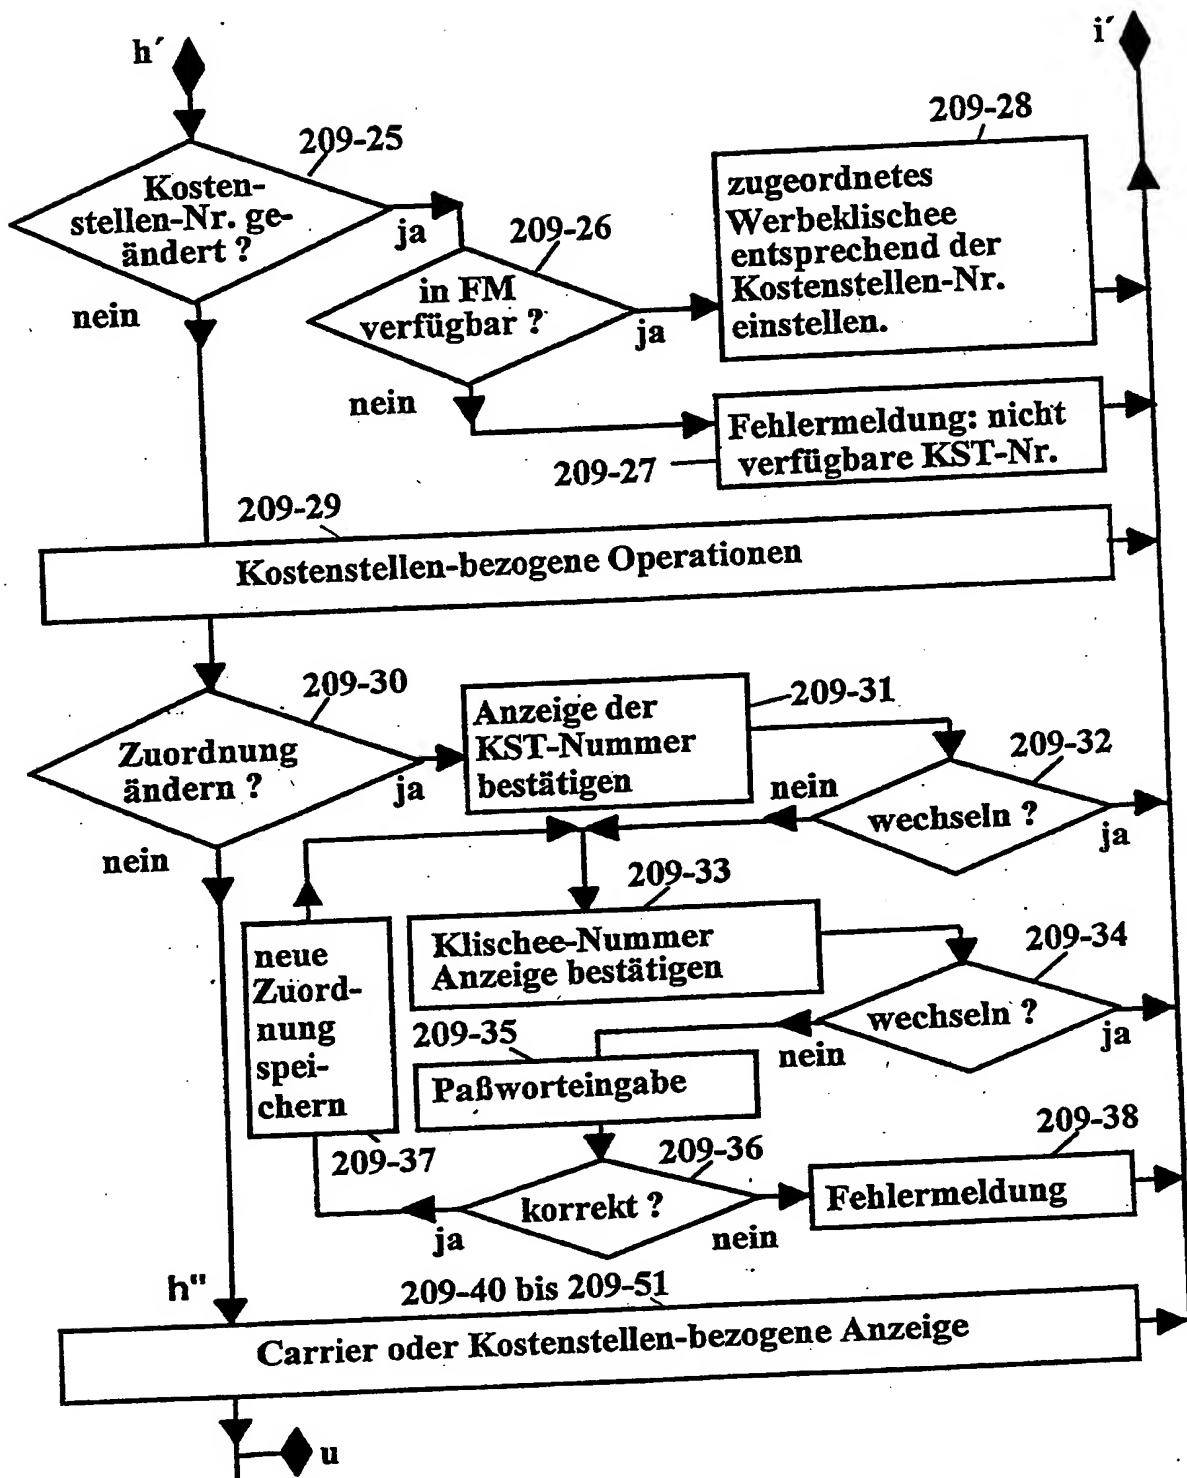 h´
i´
209-25
209-28
Kosten-
stellen-Nr. ge-
ändert ?
ja
nein
209-26
in FM
verfügbar ?
ja
nein
zugeordnetes
Werbeklischee
entsprechend der
Kostenstellen-Nr.
einstellen.
Fehlermeldung: nicht
verfügbare KST-Nr.
209-27
209-29
Kostenstellen-bezogene Operationen
209-30
Zuordnung
ändern ?
ja
nein
Anzeige der
KST-Nummer
bestätigen
209-31
209-32
nein
wechseln ?
ja
209-33
Klischee-Nummer
Anzeige bestätigen
209-34
wechseln ?
ja
nein
neue
Zuord-
nung
spei-
chern
209-35
Paßworteingabe
209-37
209-36
209-38
korrekt ?
ja
nein
Fehlermeldung
h"
209-40 bis 209-51
Carrier oder Kostenstellen-bezogene Anzeige
u